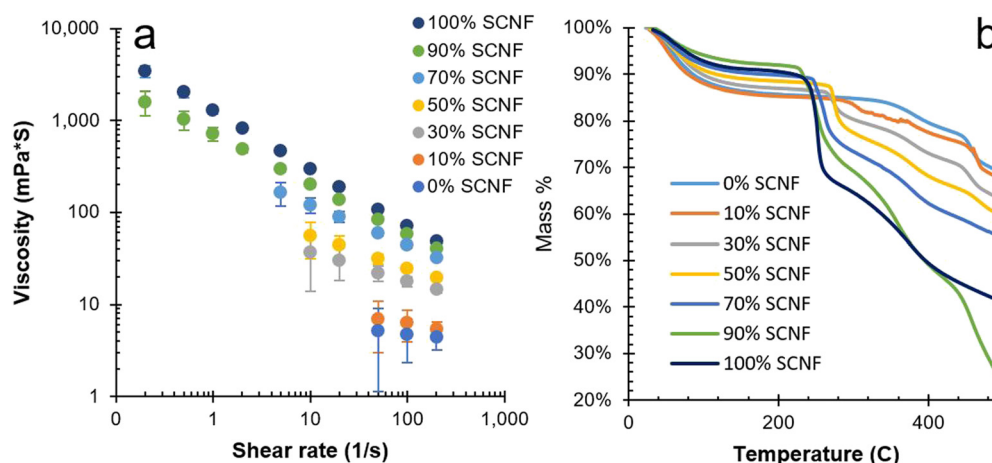 a
10,000
1,000
100
10
1
0
1
10
100
1,000
Viscosity (mPa*S)
Shear rate (1/s)
100% SCNF
90% SCNF
70% SCNF
50% SCNF
30% SCNF
10% SCNF
0% SCNF
b
100%
90%
80%
70%
60%
50%
40%
30%
20%
0
200
400
Mass %
Temperature (C)
0% SCNF
10% SCNF
30% SCNF
50% SCNF
70% SCNF
90% SCNF
100% SCNF